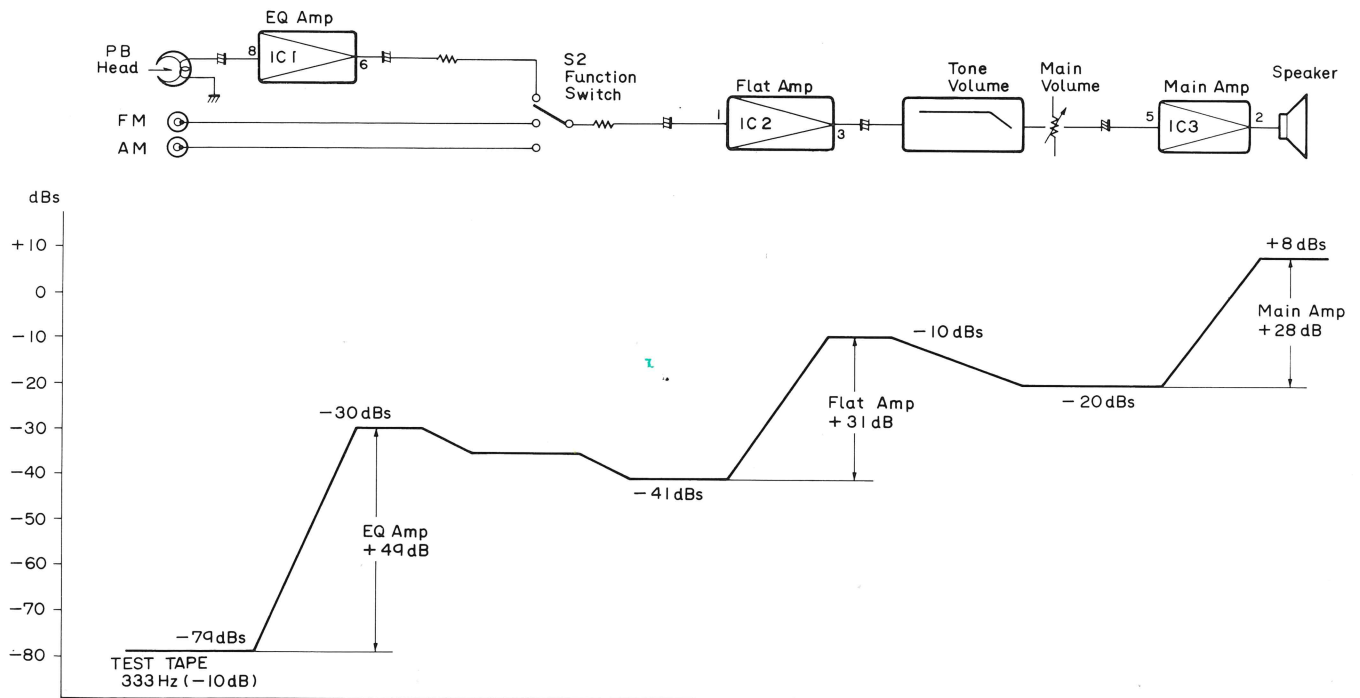 EQ Amp
PB
Head
8
IC1
6
S2
Function
Switch
FM
AM
Flat Amp
1
IC2
3
Tone
Volume
Main
Volume
Main Amp
5
IC3
2
Speaker
dBs
+10
0
−10
−20
−30
−40
−50
−60
−70
−80
−79dBs
TEST TAPE
333Hz (−10dB)
−30dBs
EQ Amp
+49dB
−41dBs
Flat Amp
+31dB
−10dBs
−20dBs
+8dBs
Main Amp
+28dB